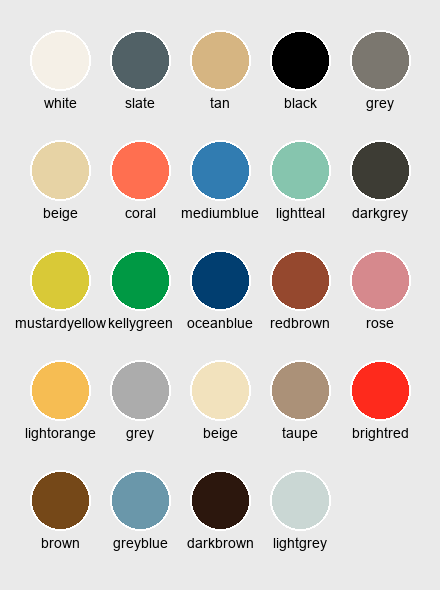 white slate tan black grey
beige coral mediumblue lightteal darkgrey
mustardyellow kellygreen oceanblue redbrown rose
lightorange grey beige taupe brightred
brown greyblue darkbrown lightgrey